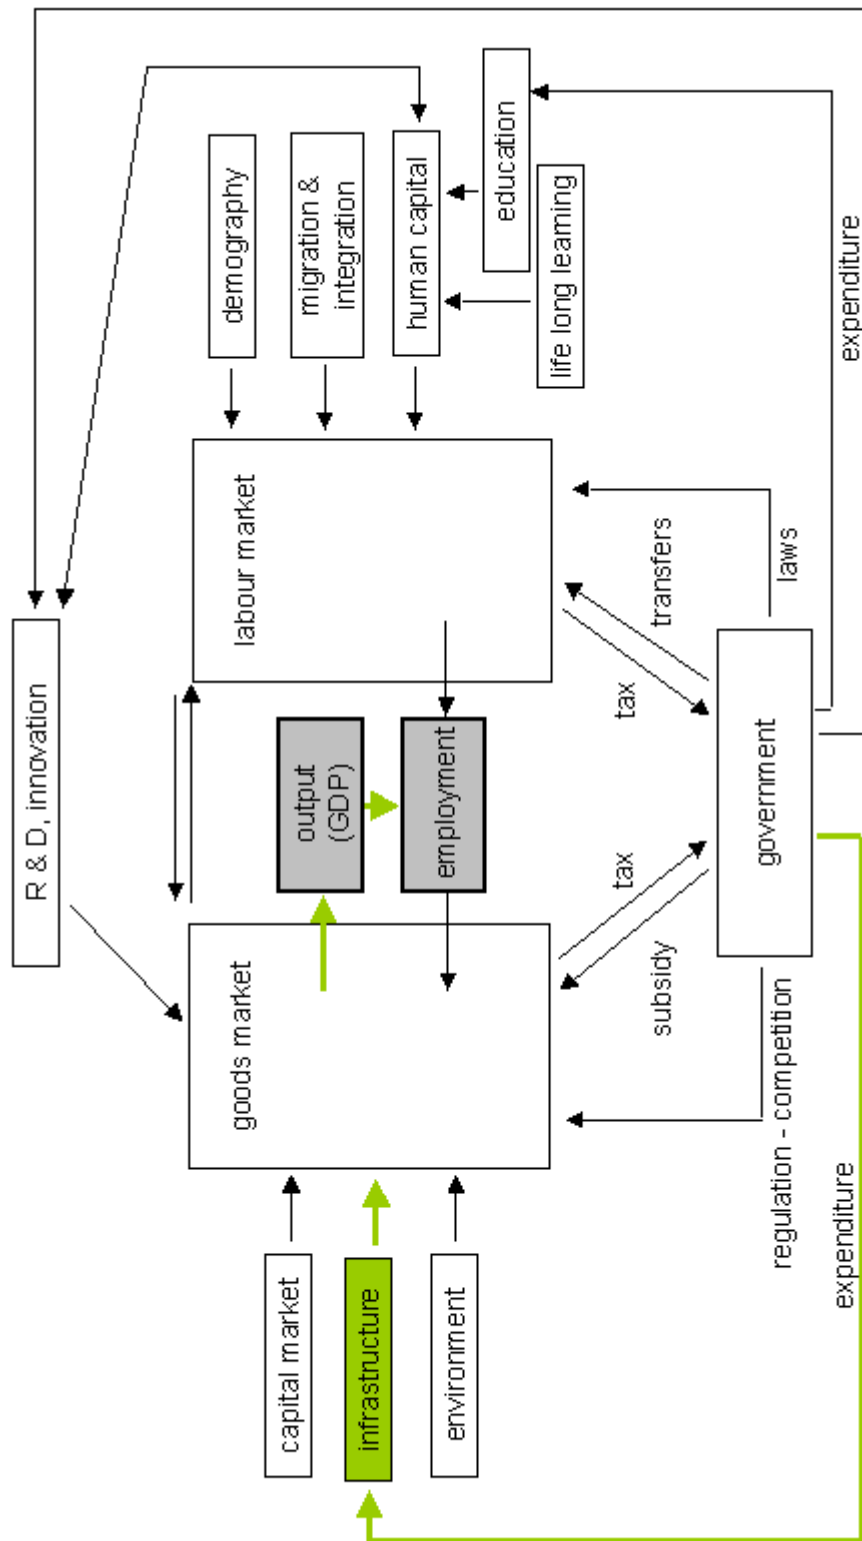 R & D, innovation
demography
migration &
integration
human capital
education
life long learning
labour market
goods market
output
(GDP)
employment
capital market
infrastructure
environment
subsidy
tax
tax
transfers
laws
regulation - competition
government
expenditure
expenditure